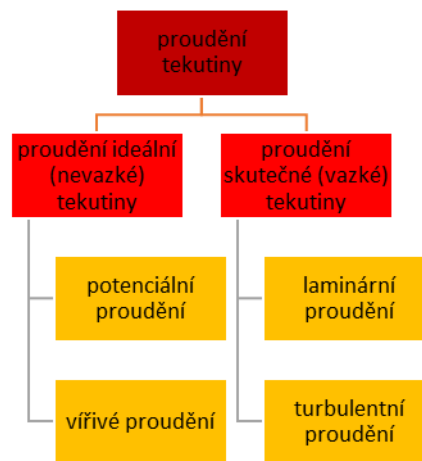 proudění
tekutiny
proudění ideální
(nevazké)
tekutiny
proudění
skutečné (vazké)
tekutiny
potenciální
proudění
vířivé proudění
laminární
proudění
turbulentní
proudění